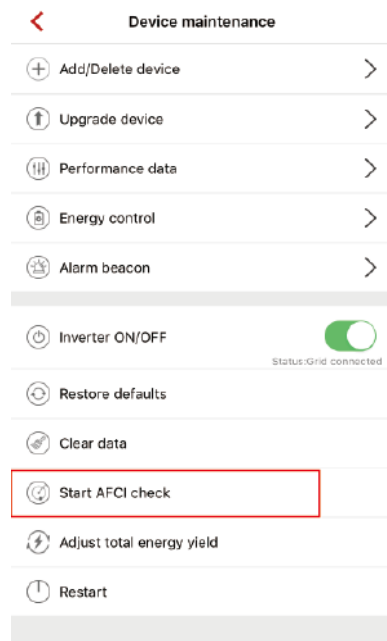 Device maintenance
Add/Delete device
Upgrade device
Performance data
Energy control
Alarm beacon
Inverter ON/OFF
Status:Grid connected
Restore defaults
Clear data
Start AFCI check
Adjust total energy yield
Restart